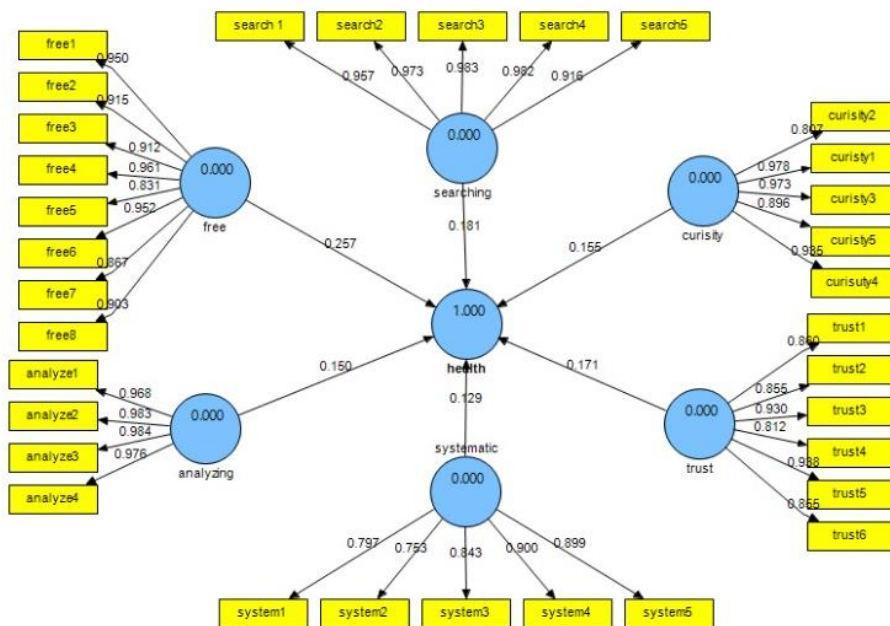 search 1
search2
search3
search4
search5
0.957
0.973
0.983
0.982
0.916
0.000
searching
free1
free2
free3
free4
free5
free6
free7
free8
0.950
0.915
0.912
0.961
0.831
0.952
0.867
0.903
0.000
free
curisity2
curisty1
curisty3
curisty5
curisuty4
0.807
0.978
0.973
0.896
0.935
0.000
curisity
0.257
0.181
0.155
1.000
health
0.150
0.129
0.171
analyze1
analyze2
analyze3
analyze4
0.968
0.983
0.984
0.976
0.000
analyzing
trust1
trust2
trust3
trust4
trust5
trust6
0.860
0.855
0.930
0.812
0.938
0.855
0.000
trust
systematic
0.000
0.797
0.753
0.843
0.900
0.899
system1
system2
system3
system4
system5